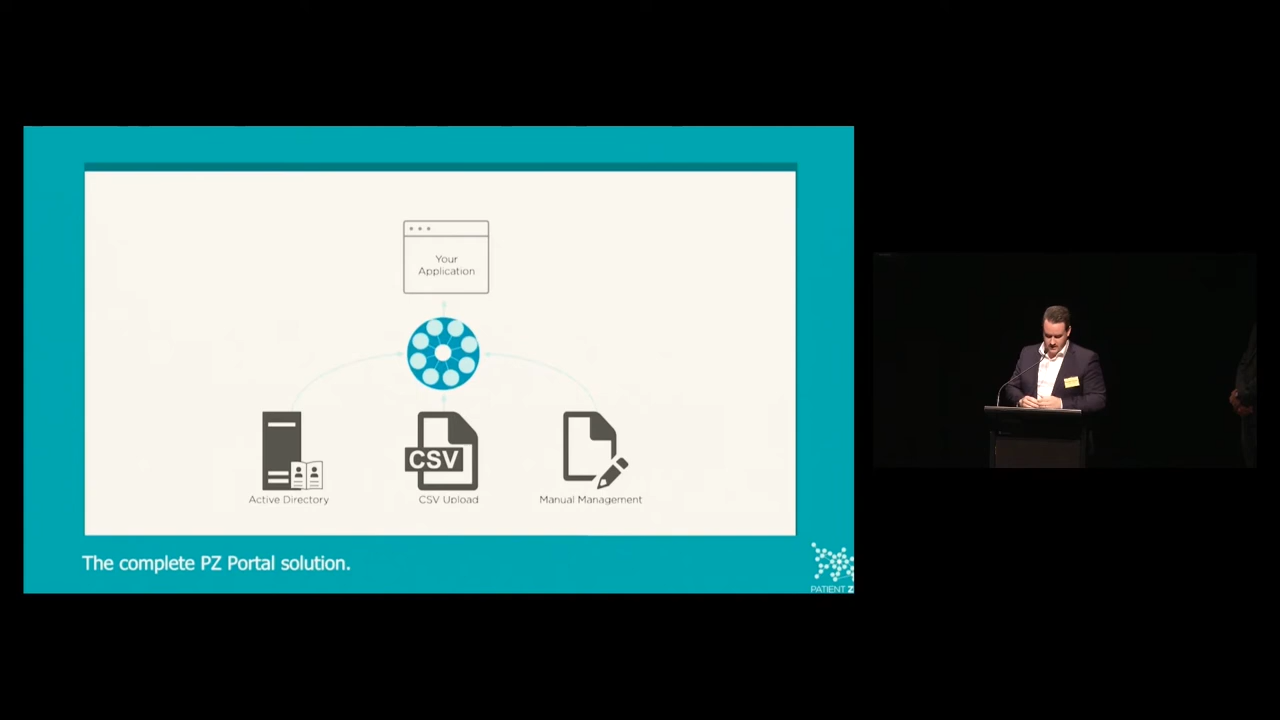 Your
Application
CSV
Active Directory
CSV Upload
Manual Management
The complete PZ Portal solution.
PATIENT Z